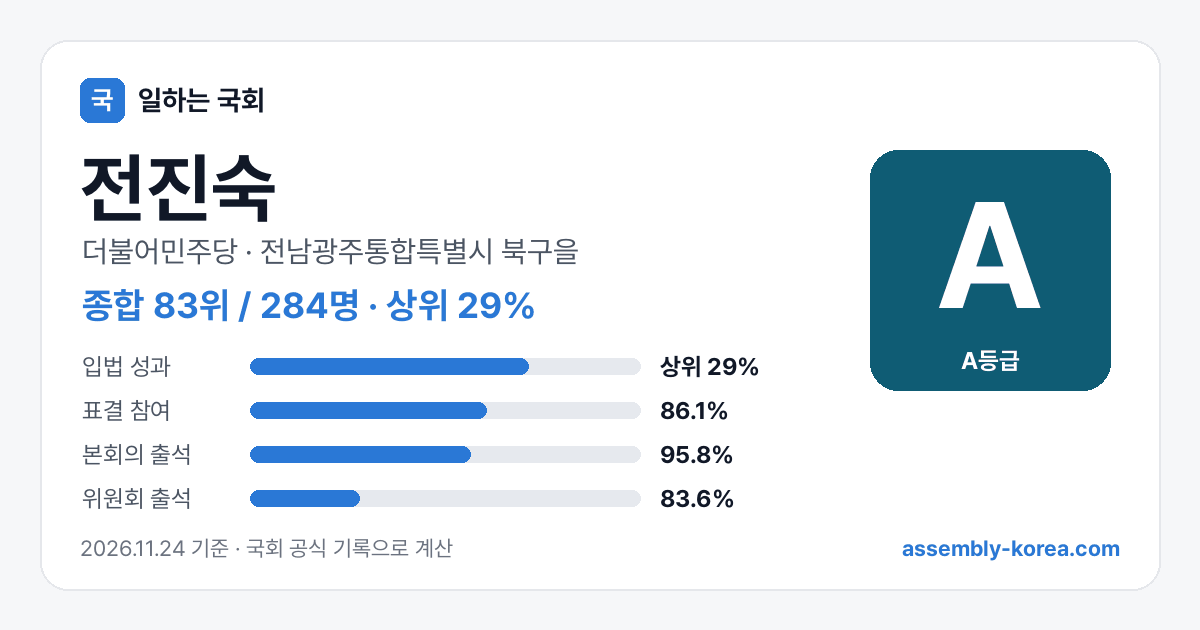 국 일하는 국회
전진숙
더불어민주당 · 전남광주통합특별시 북구을
종합 83위 / 284명 · 상위 29%
A
A등급
입법 성과 상위 29%
표결 참여 86.1%
본회의 출석 95.8%
위원회 출석 83.6%
2026.11.24 기준 · 국회 공식 기록으로 계산
assembly-korea.com